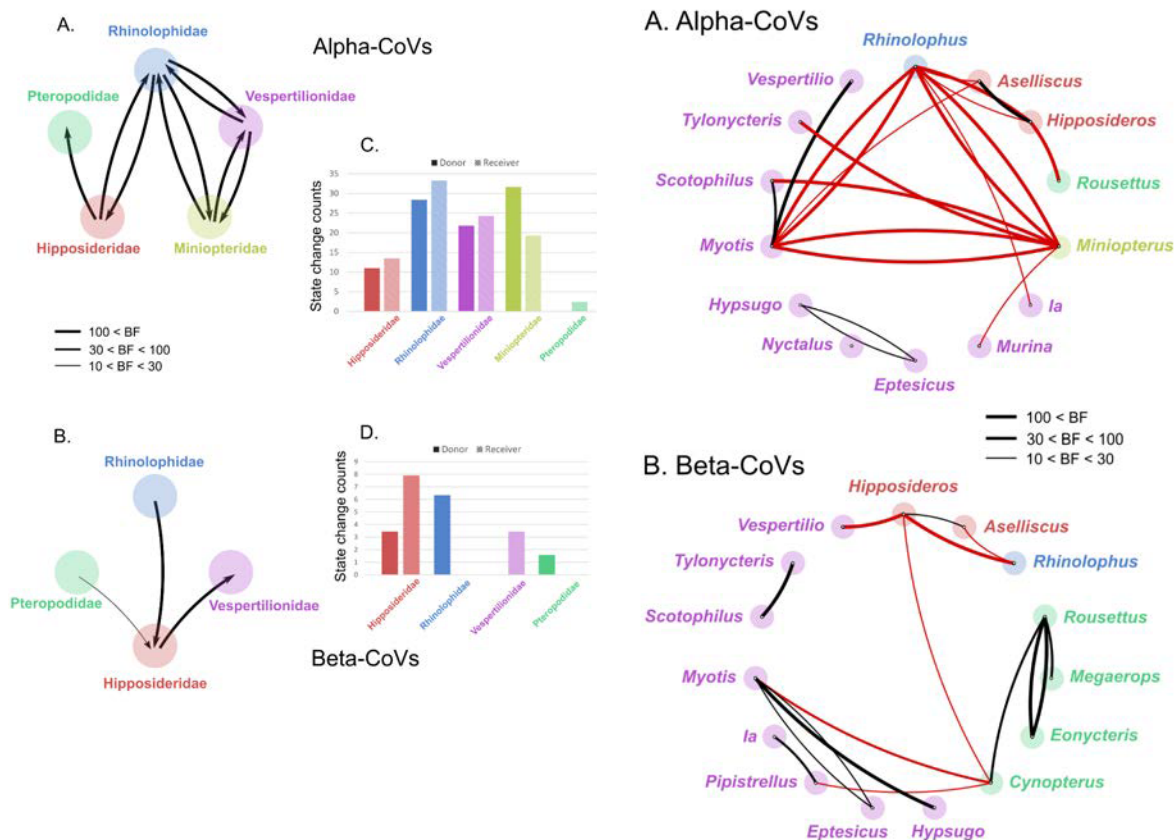 A.
Rhinolophidae
Alpha-CoVs
Pteropodidae
Vespertilionidae
Hipposideridae
Miniopteridae
100 < BF
30 < BF < 100
10 < BF < 30
C.
Donor Receiver
State change counts
35
30
25
20
15
10
5
0
Hipposideridae
Rhinolophidae
Vespertilionidae
Miniopteridae
Pteropodidae
B.
Rhinolophidae
Pteropodidae
Vespertilionidae
Hipposideridae
D.
Donor Receiver
State change counts
9
8
7
6
5
4
3
2
1
0
Hipposideridae
Rhinolophidae
Vespertilionidae
Pteropodidae
Beta-CoVs
A. Alpha-CoVs
Rhinolophus
Vespertilio
Aselliscus
Tylonycteris
Hipposideros
Scotophilus
Rousettus
Myotis
Miniopterus
Hypsugo
Ia
Nyctalus
Murina
Eptesicus
100 < BF
30 < BF < 100
10 < BF < 30
B. Beta-CoVs
Hipposideros
Vespertilio
Aselliscus
Tylonycteris
Rhinolophus
Scotophilus
Rousettus
Myotis
Megaerops
Ia
Eonycteris
Pipistrellus
Cynopterus
Eptesicus
Hypsugo